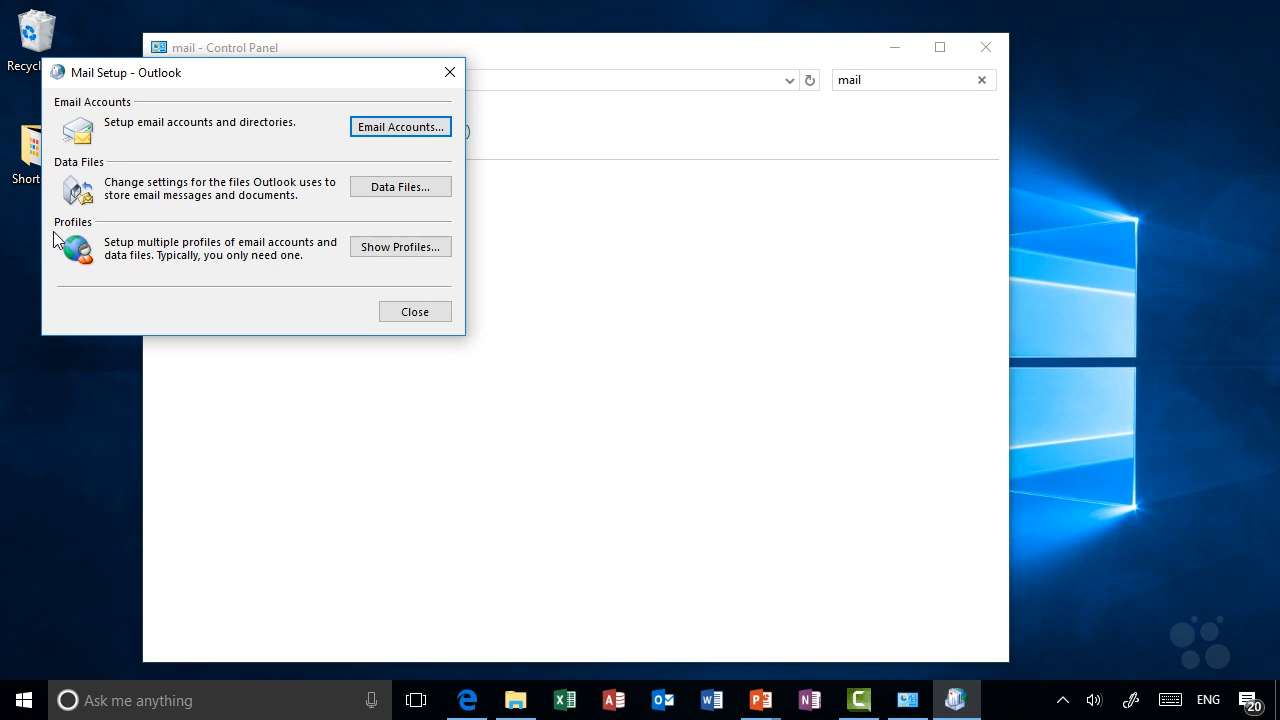 Recycl
mail - Control Panel
Mail Setup - Outlook
mail
Email Accounts
Setup email accounts and directories.
Email Accounts...
)
Data Files
Change settings for the files Outlook uses to
store email messages and documents.
Data Files...
Short
Profiles
Setup multiple profiles of email accounts and
data files. Typically, you only need one.
Show Profiles...
Close
Ask me anything
ENG
20